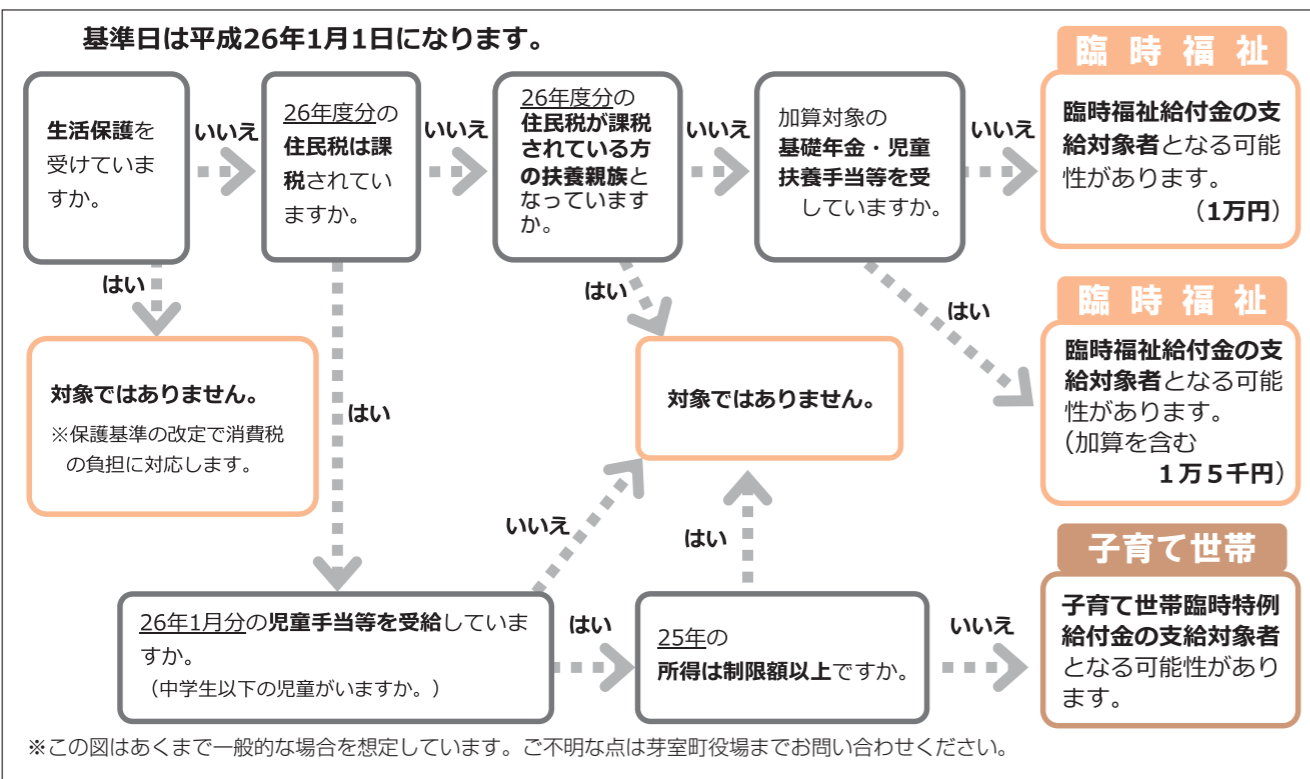 基準日は平成26年1月1日になります。
生活保護を
受けていま
すか。
いいえ
26年度分の
住民税は課
税されてい
ますか。
いいえ
26年度分の
住民税が課税
されている方
の扶養親族と
なっています
か。
いいえ
加算対象の
基礎年金・児童
扶養手当等を受
していますか。
いいえ
臨時福祉
臨時福祉給付金の支
給対象者となる可能
性があります。
（1万円）
はい
はい
はい
はい
対象ではありません。
※保護基準の改定で消費税
の負担に対応します。
対象ではありません。
臨時福祉
臨時福祉給付金の支
給対象者となる可能
性があります。
(加算を含む
１万５千円）
いいえ
はい
26年1月分の児童手当等を受給していま
すか。
（中学生以下の児童がいますか。）
はい
25年の
所得は制限額以上ですか。
いいえ
子育て世帯
子育て世帯臨時特例
給付金の支給対象者
となる可能性があり
ます。
※この図はあくまで一般的な場合を想定しています。ご不明な点は芽室町役場までお問い合わせください。